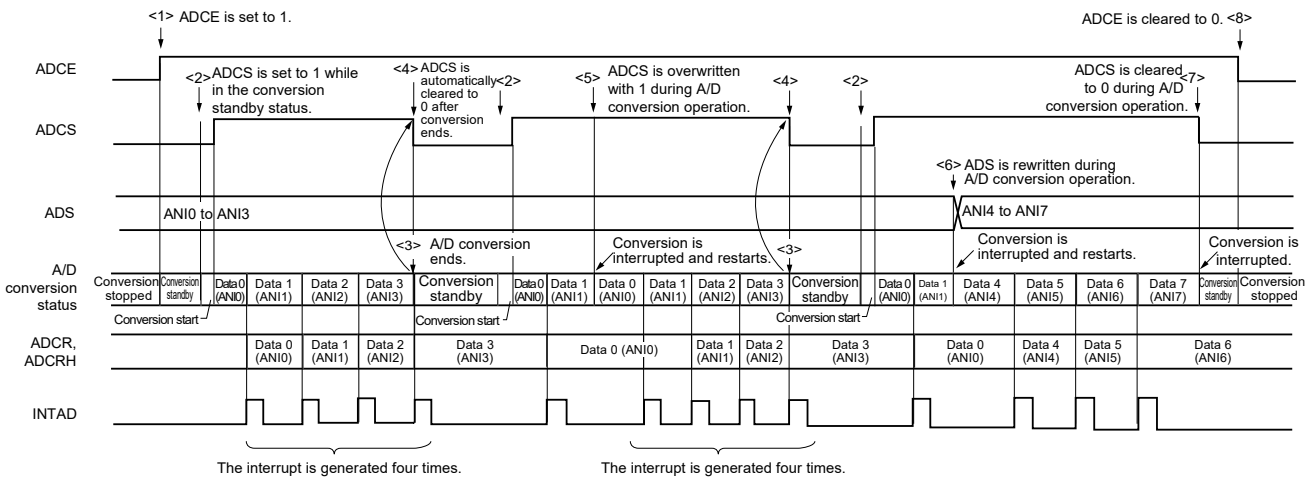 <1> ADCE is set to 1.
ADCE is cleared to 0. <8>
ADCE
<2> ADCS is set to 1 while
in the conversion
standby status.
<4> ADCS is
automatically
cleared to
0 after
conversion
ends.
<2>
<5> ADCS is overwritten
with 1 during A/D
conversion operation.
<4>
<2>
ADCS is cleared
to 0 during A/D
conversion operation.
<7>
ADCS
<6> ADS is rewritten during
A/D conversion operation.
ADS
ANI0 to ANI3
ANI4 to ANI7
<3> A/D conversion
ends.
Conversion is
interrupted and restarts.
<3>
Conversion is
interrupted and restarts.
Conversion is
interrupted.
A/D
conversion
status
Conversion
stopped
Conversion
standby
Data 0
(ANI0)
Data 1
(ANI1)
Data 2
(ANI2)
Data 3
(ANI3)
Conversion
standby
Data 0
(ANI0)
Data 1
(ANI1)
Data 0
(ANI0)
Data 1
(ANI1)
Data 2
(ANI2)
Data 3
(ANI3)
Conversion
standby
Data 0
(ANI0)
Data 1
(ANI1)
Data 4
(ANI4)
Data 5
(ANI5)
Data 6
(ANI6)
Data 7
(ANI7)
Conversion
standby
Conversion
stopped
Conversion start
Conversion start
Conversion start
ADCR,
ADCRH
Data 0
(ANI0)
Data 1
(ANI1)
Data 2
(ANI2)
Data 3
(ANI3)
Data 0 (ANI0)
Data 1
(ANI1)
Data 2
(ANI2)
Data 3
(ANI3)
Data 0
(ANI0)
Data 4
(ANI4)
Data 5
(ANI5)
Data 6
(ANI6)
INTAD
The interrupt is generated four times.
The interrupt is generated four times.